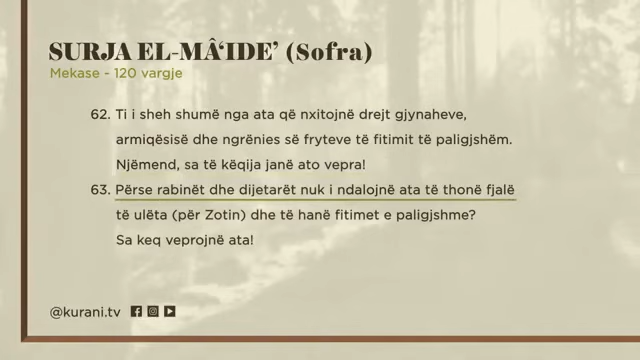 SURJA EL-MÂ‘IDE’ (Sofra)
Mekase - 120 vargje
62. Ti i sheh shumë nga ata që nxitojnë drejt gjynaheve,
armiqësisë dhe ngrënies së fryteve të fitimit të paligjshëm.
Njëmend, sa të këqija janë ato vepra!
63. Përse rabinët dhe dijetarët nuk i ndalojnë ata të thonë fjalë
të ulëta (për Zotin) dhe të hanë fitimet e paligjshme?
Sa keq veprojnë ata!
@kurani.tv